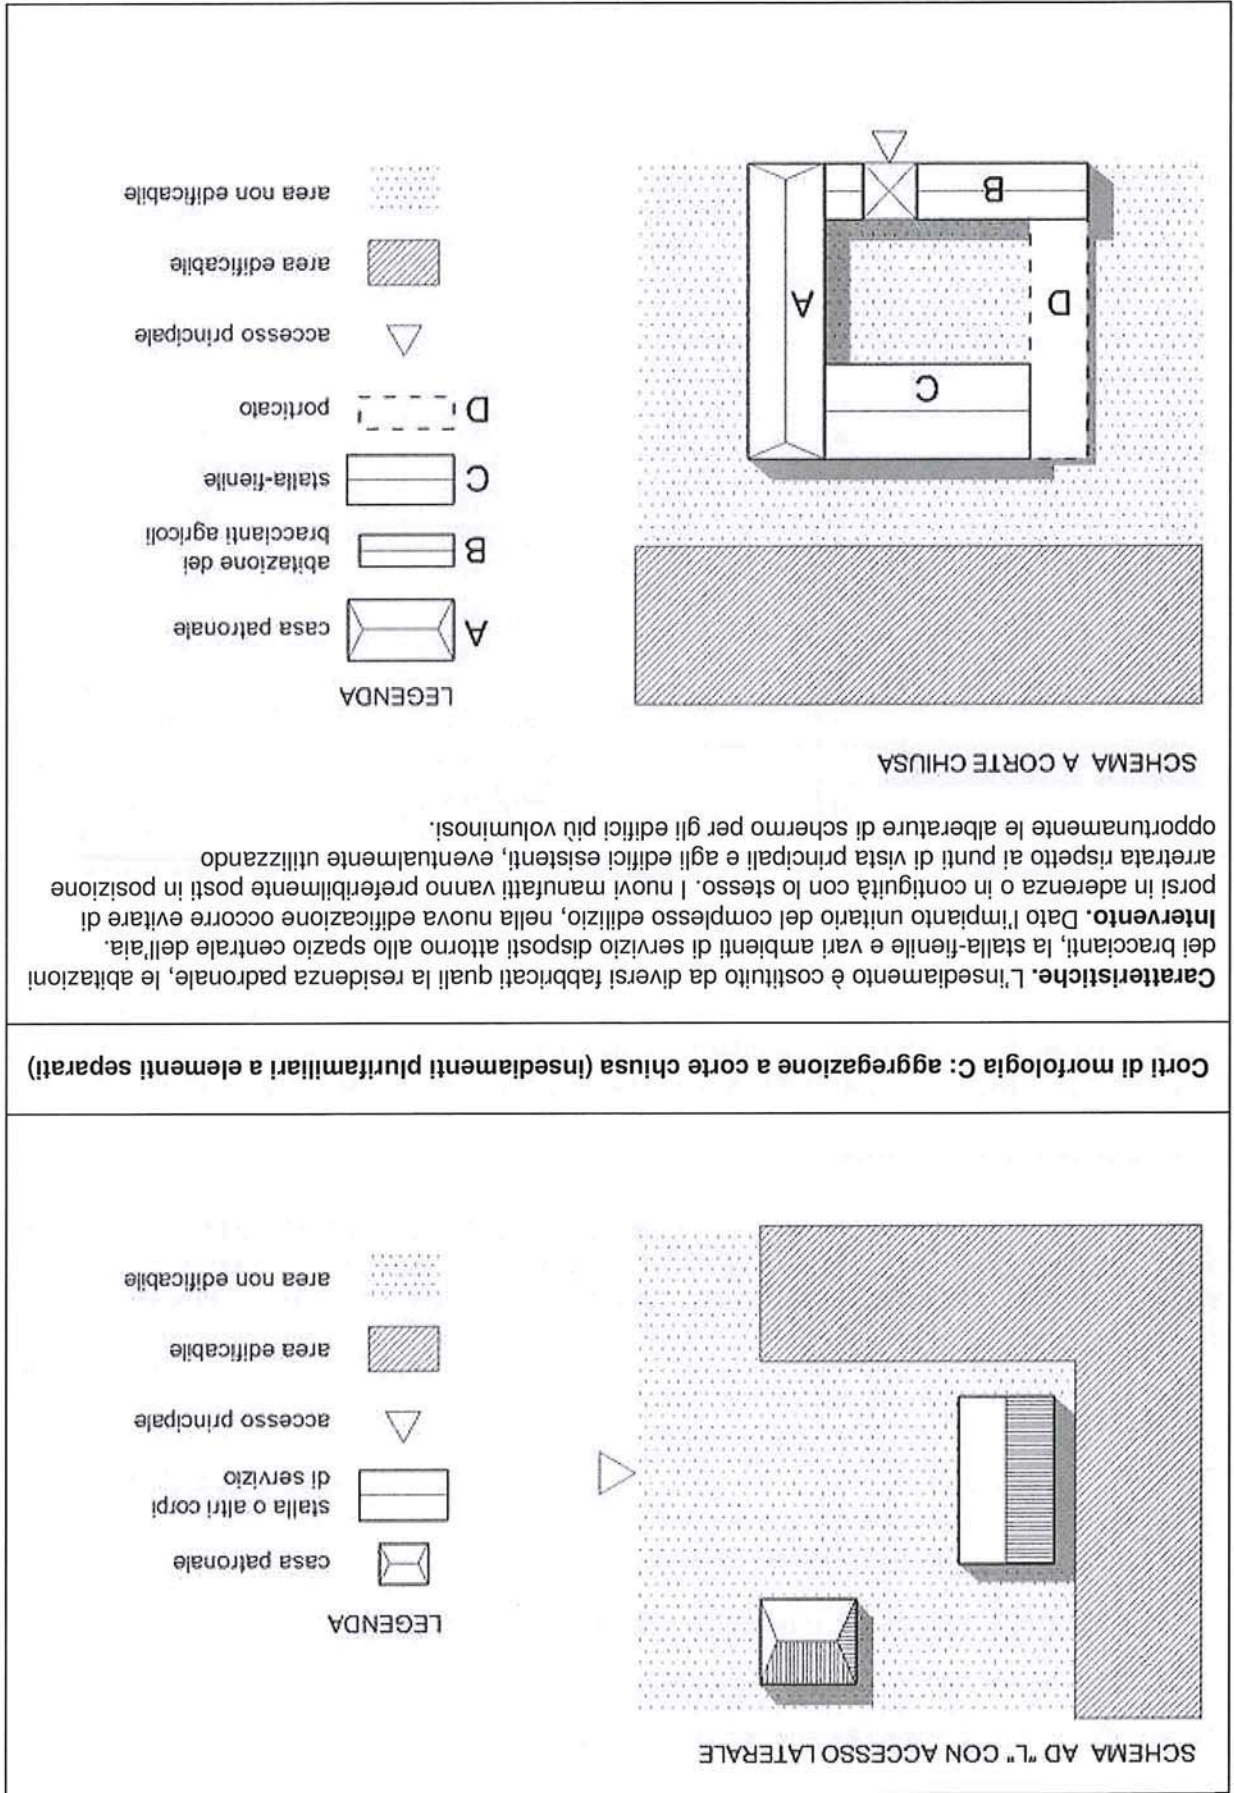 SCHEMA AD "L" CON ACCESSO LATERALE
LEGENDA
casa patronale
stalla o altri corpi
di servizio
accesso principale
area edificabile
area non edificabile
Corti di morfologia C: aggregazione a corte chiusa (insediamenti plurifamiliari a elementi separati)
Caratteristiche. L'insediamento è costituito da diversi fabbricati quali la residenza padronale, le abitazioni
dei braccianti, la stalla-fienile e vari ambienti di servizio disposti attorno allo spazio centrale dell'aia.
Intervento. Dato l'impianto unitario del complesso edilizio, nella nuova edificazione occorre evitare di
porsi in aderenza o in contiguità con lo stesso. I nuovi manufatti vanno preferibilmente posti in posizione
arretrata rispetto ai punti di vista principali e agli edifici esistenti, eventualmente utilizzando
opportunamente le alberature di schermo per gli edifici più voluminosi.
SCHEMA A CORTE CHIUSA
C
D
A
B
LEGENDA
A casa patronale
B abitazione dei
braccianti agricoli
C stalla-fienile
D porticato
accesso principale
area edificabile
area non edificabile